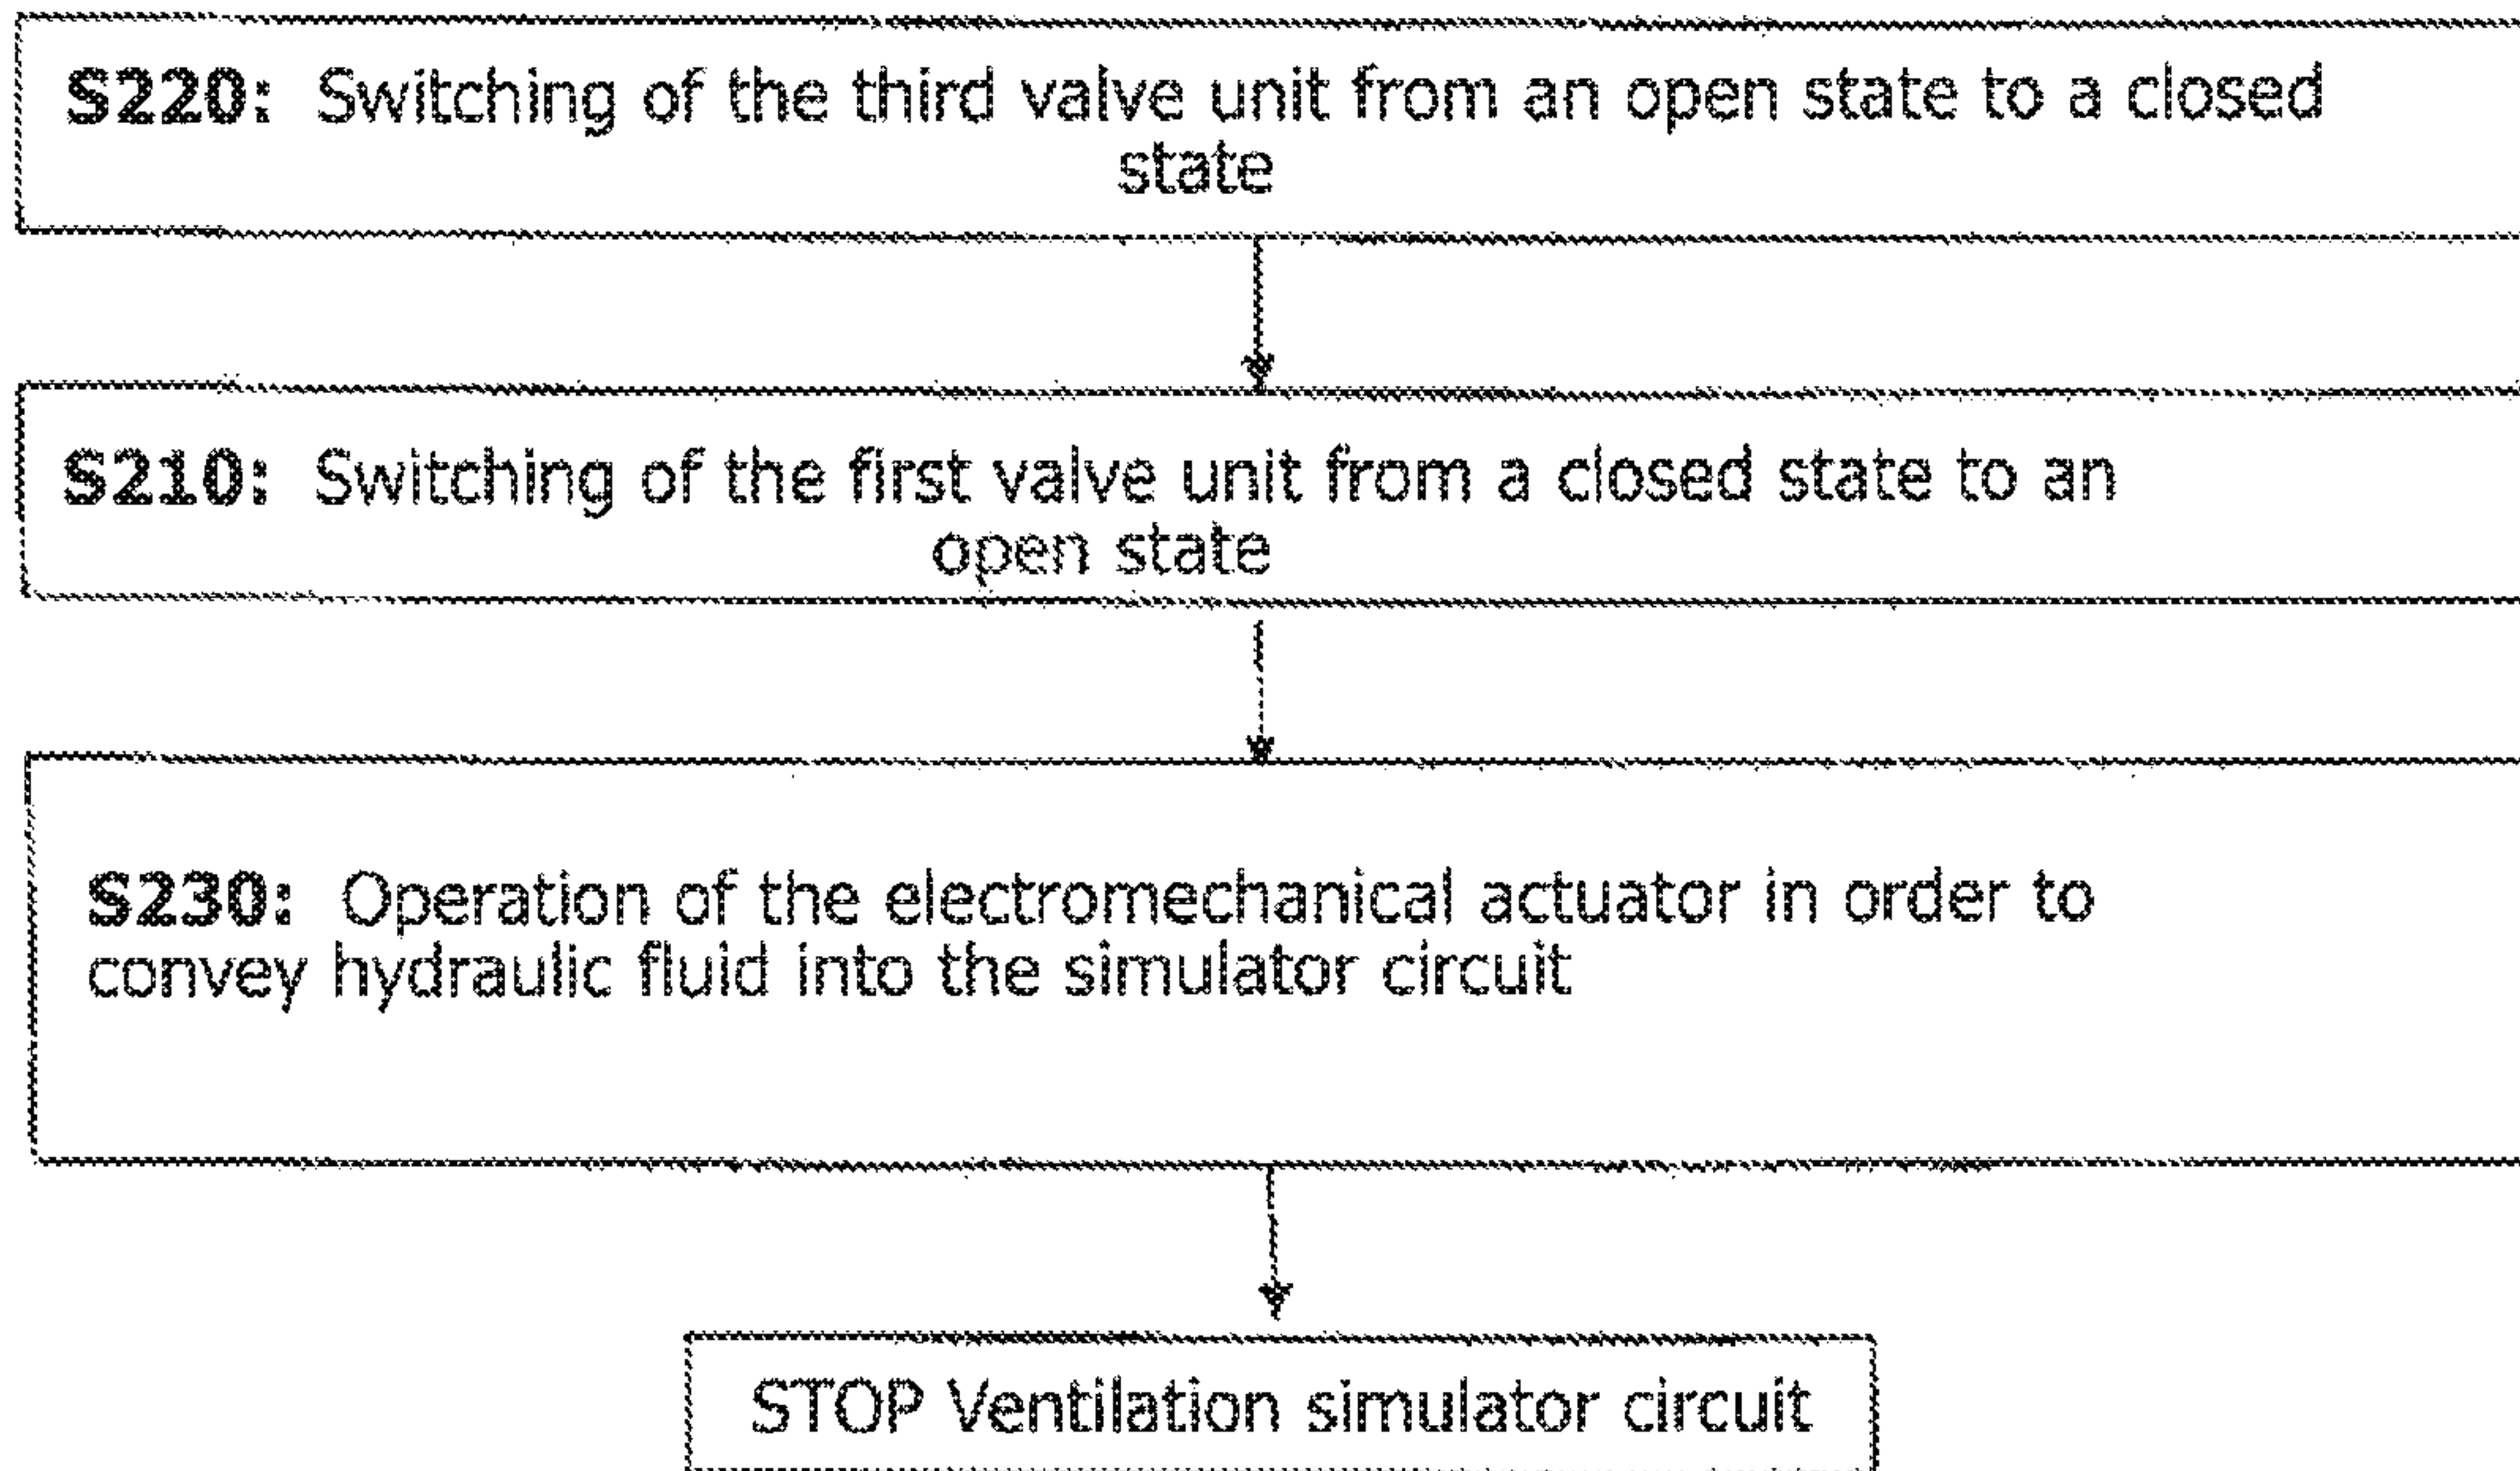 S220: Switching of the third valve unit from an open state to a closed
state
S210: Switching of the first valve unit from a closed state to an
open state
S230: Operation of the electromechanical actuator in order to
convey hydraulic fluid into the simulator circuit
STOP Ventilation simulator circuit